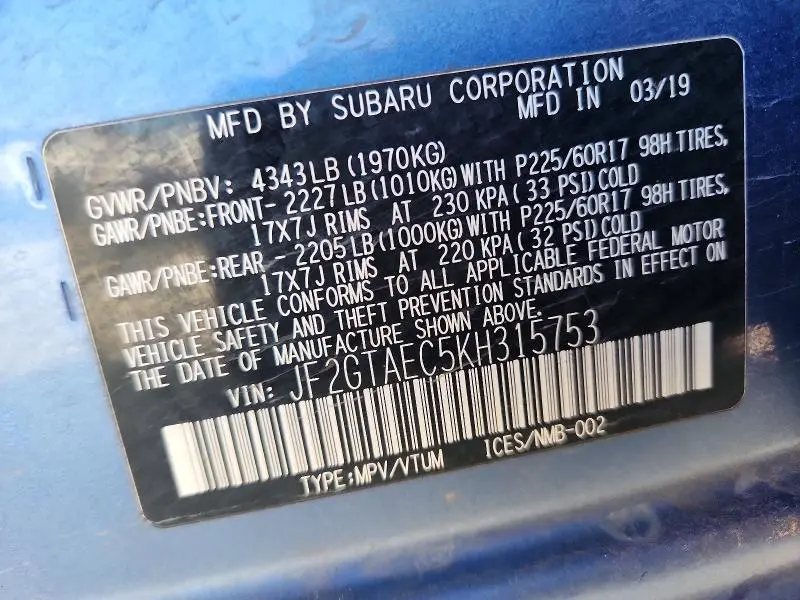 MFD BY SUBARU CORPORATION
MFD IN 03/19
GVWR/PNBV: 4343LB(1970KG)
GAWR/PNBE:FRONT-2227LB(1010KG)WITH P225/60R17 98H TIRES,
17X7J RIMS AT 230 KPA(33 PSI)COLD
GAWR/PNBE:REAR -2205LB(1000KG)WITH P225/60R17 98H TIRES,
17X7J RIMS AT 220 KPA(32 PSI)COLD
THIS VEHICLE CONFORMS TO ALL APPLICABLE FEDERAL MOTOR
VEHICLE SAFETY AND THEFT PREVENTION STANDARDS IN EFFECT ON
THE DATE OF MANUFACTURE SHOWN ABOVE.
VIN: JF2GTAEC5KH315753
TYPE:MPV/VTUM ICES/NMB-002